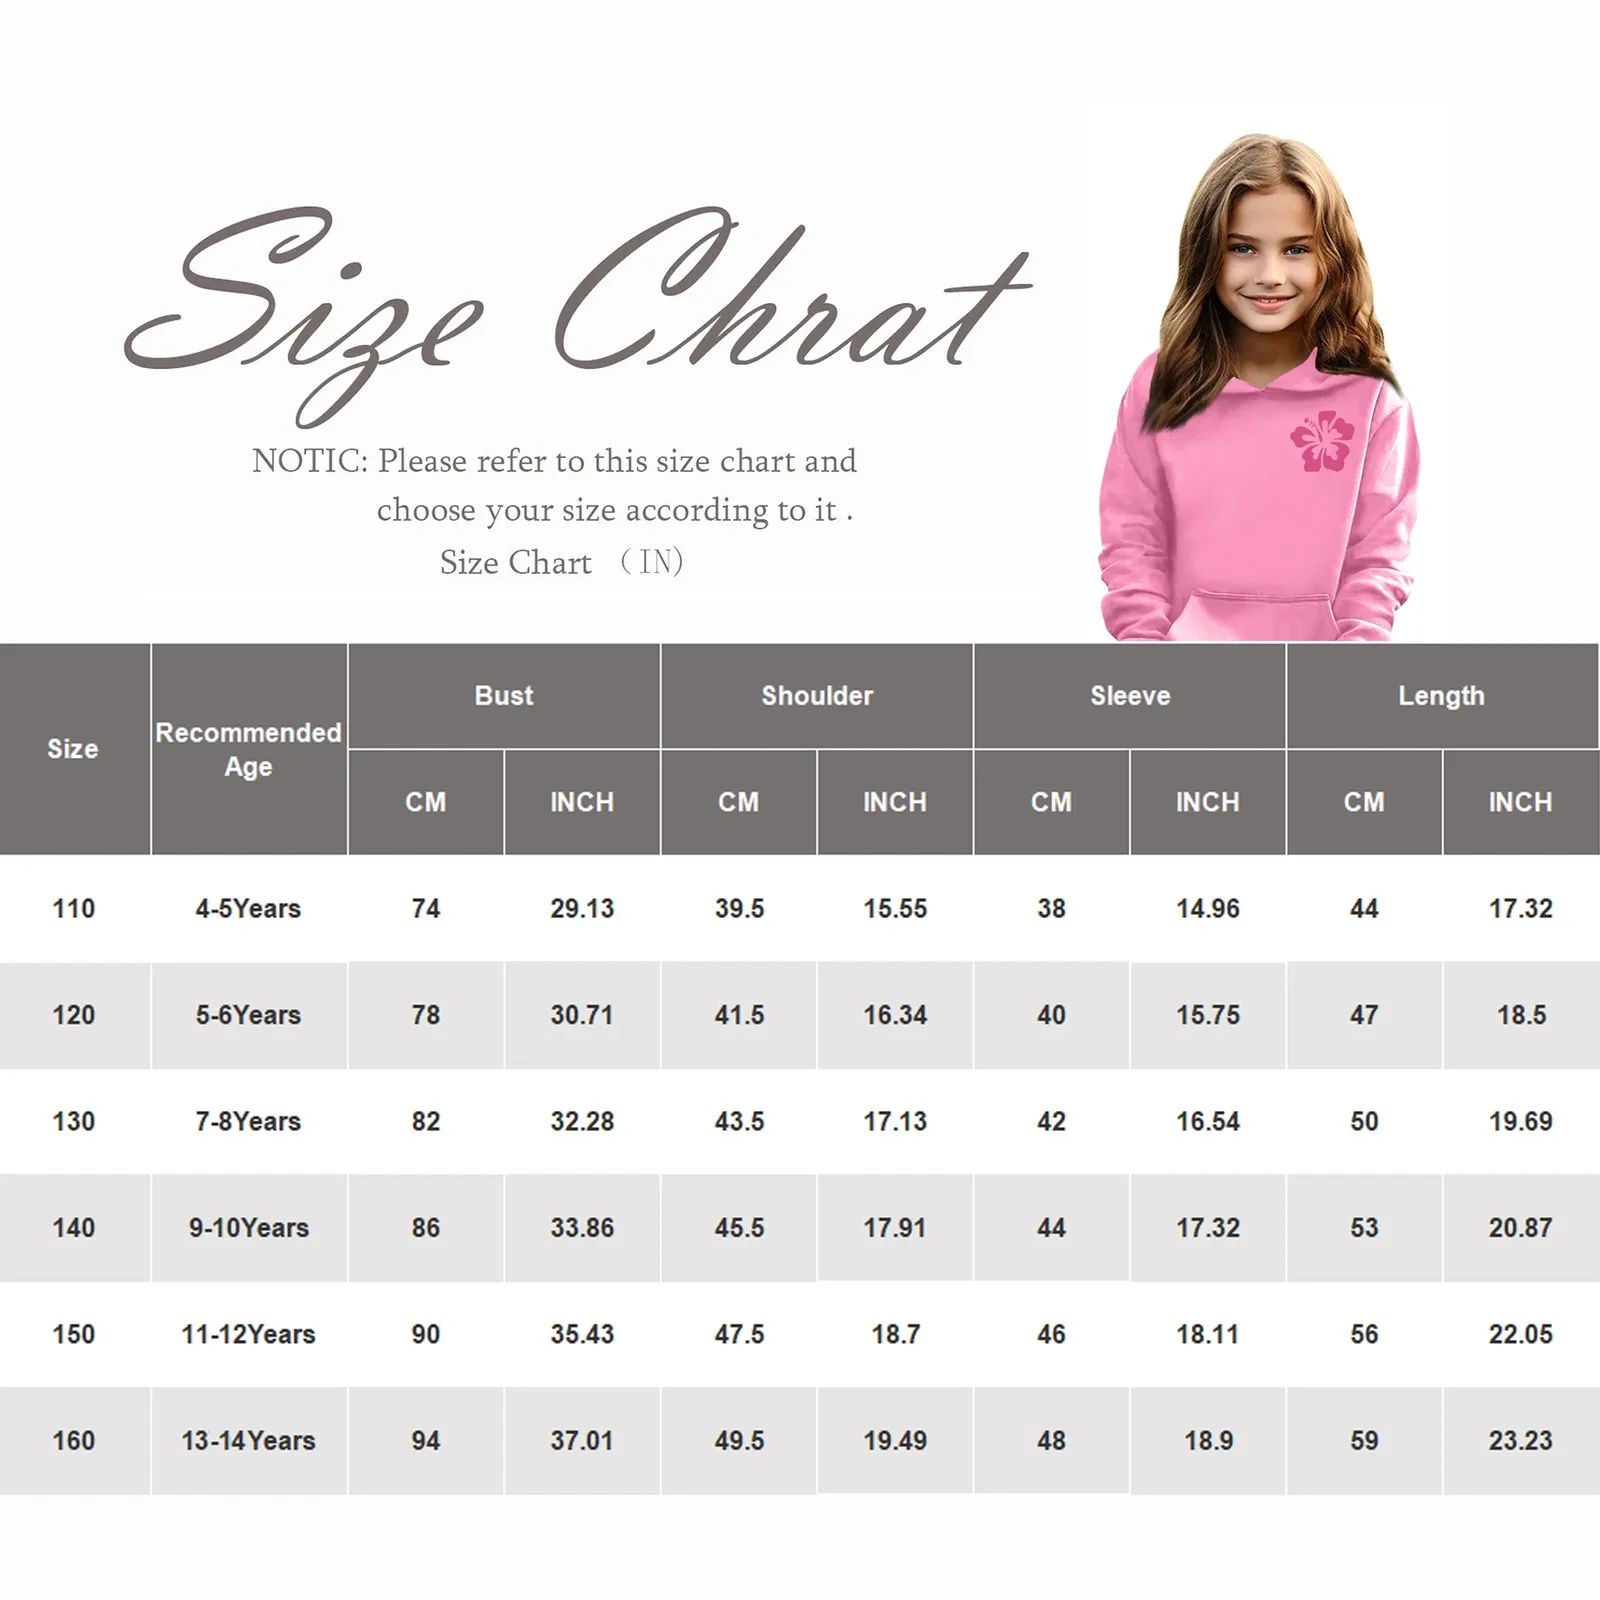 Size Chrat
NOTIC: Please refer to this size chart and
choose your size according to it .
Size Chart （IN)
Size Recommended Age Bust Shoulder Sleeve Length
CM INCH CM INCH CM INCH CM INCH
110 4-5Years 74 29.13 39.5 15.55 38 14.96 44 17.32
120 5-6Years 78 30.71 41.5 16.34 40 15.75 47 18.5
130 7-8Years 82 32.28 43.5 17.13 42 16.54 50 19.69
140 9-10Years 86 33.86 45.5 17.91 44 17.32 53 20.87
150 11-12Years 90 35.43 47.5 18.7 46 18.11 56 22.05
160 13-14Years 94 37.01 49.5 19.49 48 18.9 59 23.23